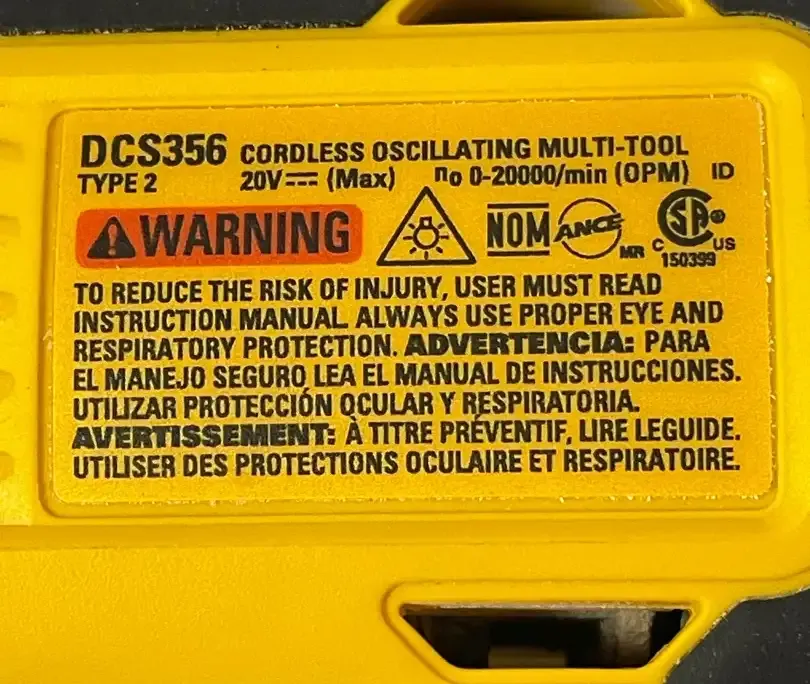 DCS356 CORDLESS OSCILLATING MULTI-TOOL
TYPE 2 20V⎓ (Max) no 0-20000/min (OPM) ID
WARNING NOM ANCE MR C SA ® US
150399
TO REDUCE THE RISK OF INJURY, USER MUST READ
INSTRUCTION MANUAL. ALWAYS USE PROPER EYE AND
RESPIRATORY PROTECTION. ADVERTENCIA: PARA
EL MANEJO SEGURO, LEA EL MANUAL DE INSTRUCCIONES.
UTILIZAR PROTECCIÓN OCULAR Y RESPIRATORIA.
AVERTISSEMENT: À TITRE PRÉVENTIF, LIRE LEGUIDE.
UTILISER DES PROTECTIONS OCULAIRE ET RESPIRATOIRE.